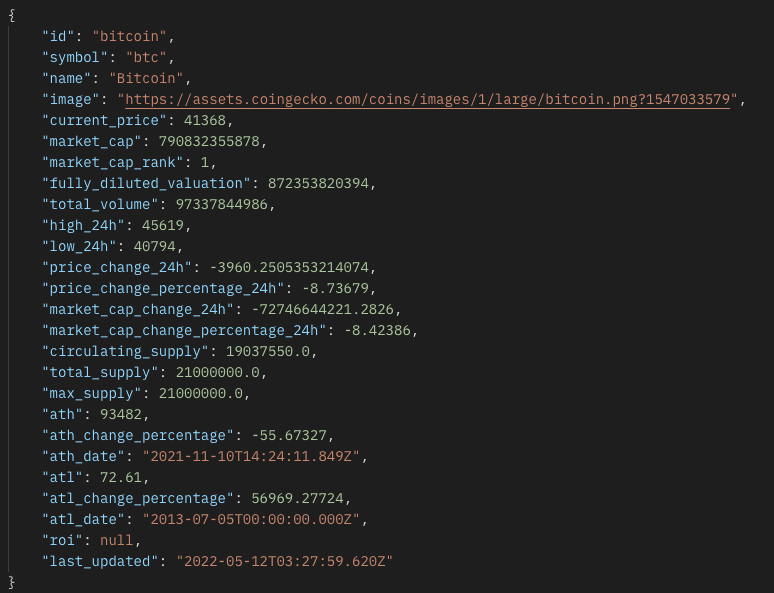 {
"id": "bitcoin",
"symbol": "btc",
"name": "Bitcoin",
"image": "https://assets.coingecko.com/coins/images/1/large/bitcoin.png?1547033579",
"current_price": 41368,
"market_cap": 790832355878,
"market_cap_rank": 1,
"fully_diluted_valuation": 872353820394,
"total_volume": 97337844986,
"high_24h": 45619,
"low_24h": 40794,
"price_change_24h": -3960.2505353214074,
"price_change_percentage_24h": -8.73679,
"market_cap_change_24h": -72746644221.2826,
"market_cap_change_percentage_24h": -8.42386,
"circulating_supply": 19037550.0,
"total_supply": 21000000.0,
"max_supply": 21000000.0,
"ath": 93482,
"ath_change_percentage": -55.67327,
"ath_date": "2021-11-10T14:24:11.849Z",
"atl": 72.61,
"atl_change_percentage": 56969.27724,
"atl_date": "2013-07-05T00:00:00.000Z",
"roi": null,
"last_updated": "2022-05-12T03:27:59.620Z"
}